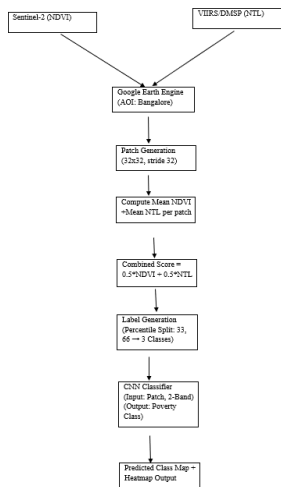 Sentinel-2 (NDVI)
VIIRS/DMSP (NTL)
Google Earth Engine
(AOI: Bangalore)
Patch Generation
(32x32, stride 32)
Compute Mean NDVI
+Mean NTL per patch
Combined Score =
0.5*NDVI + 0.5*NTL
Label Generation
(Percentile Split: 33,
66 → 3 Classes)
CNN Classifier
(Input: Patch, 2-Band)
(Output: Poverty
Class)
Predicted Class Map +
Heatmap Output